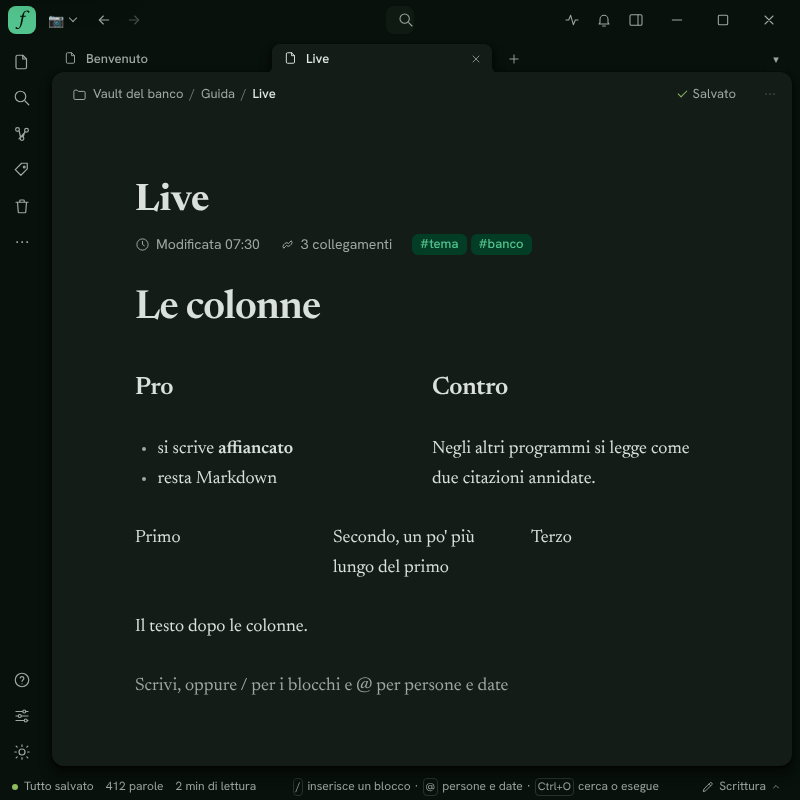 f
Benvenuto
Live
Vault del banco / Guida / Live
Salvato
Live
Modificata 07:30 3 collegamenti #tema #banco
Le colonne
Pro
Contro
• si scrive affiancato
• resta Markdown
Negli altri programmi si legge come
due citazioni annidate.
Primo
Secondo, un po' più
lungo del primo
Terzo
Il testo dopo le colonne.
Scrivi, oppure / per i blocchi e @ per persone e date
Tutto salvato 412 parole 2 min di lettura / inserisce un blocco · @ persone e date · Ctrl+O cerca o esegue Scrittura